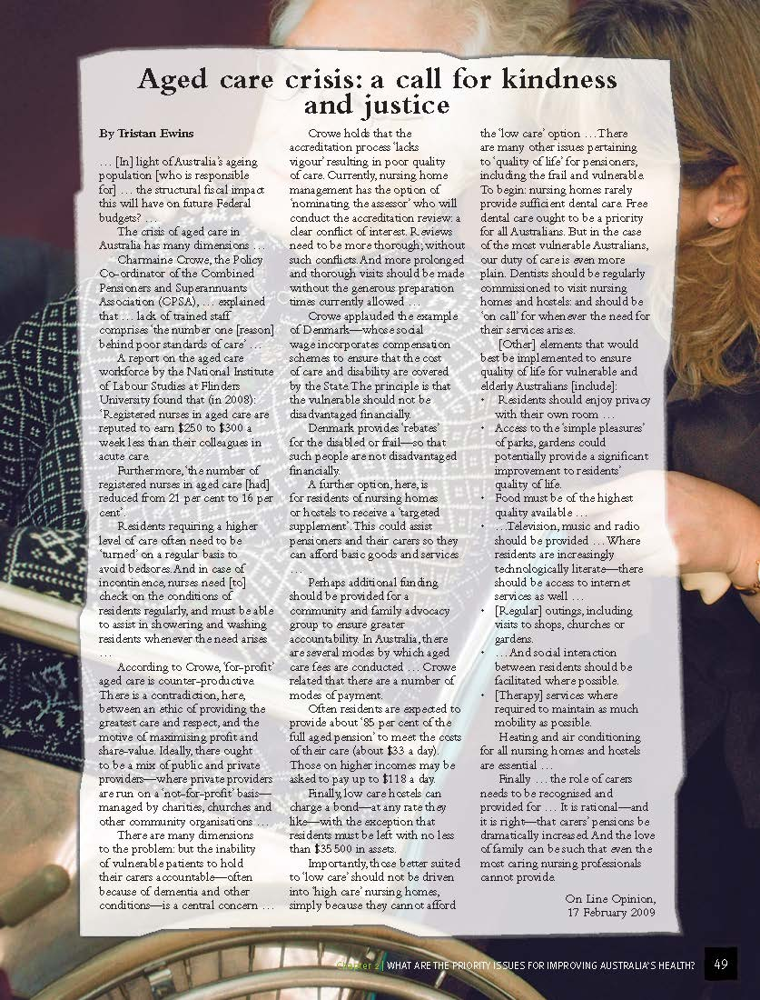 Aged care crisis: a call for kindness
and justice
By Tristan Ewins
… [In] light of Australia's ageing
population [who is responsible
for] … the structural fiscal impact
this will have on future Federal
budgets? …
The crisis of aged care in
Australia has many dimensions …
Charmaine Crowe, the Policy
Co-ordinator of the Combined
Pensioners and Superannuants
Association (CPSA), … explained
that … lack of trained staff
comprises 'the number one [reason]
behind poor standards of care' …
A report on the aged care
workforce by the National Institute
of Labour Studies at Flinders
University found that (in 2008):
'Registered nurses in aged care are
reputed to earn $250 to $300 a
week less than their colleagues in
acute care.
Furthermore, 'the number of
registered nurses in aged care [had]
reduced from 21 per cent to 16 per
cent'.
Residents requiring a higher
level of care often need to be
'turned' on a regular basis to
avoid bedsores. And in case of
incontinence, nurses need [to]
check on the conditions of
residents regularly, and must be able
to assist in showering and washing
residents whenever the need arises
…
According to Crowe, 'for-profit'
aged care is counter-productive.
There is a contradiction, here,
between an ethic of providing the
greatest care and respect, and the
motive of maximising profit and
share-value. Ideally, there ought
to be a mix of public and private
providers—where private providers
are run on a 'not-for-profit' basis—
managed by charities, churches and
other community organisations …
There are many dimensions
to the problem: but the inability
of vulnerable patients to hold
their carers accountable—often
because of dementia and other
conditions—is a central concern …
Crowe holds that the
accreditation process 'lacks
vigour' resulting in poor quality
of care. Currently, nursing home
management has the option of
'nominating the assessor' who will
conduct the accreditation review: a
clear conflict of interest. Reviews
need to be more thorough; without
such conflicts. And more prolonged
and thorough visits should be made
without the generous preparation
times currently allowed …
Crowe applauded the example
of Denmark—whose social
wage incorporates compensation
schemes to ensure that the cost
of care and disability are covered
by the State. The principle is that
the vulnerable should not be
disadvantaged financially.
Denmark provides 'rebates'
for the disabled or frail—so that
such people are not disadvantaged
financially.
A further option, here, is
for residents of nursing homes
or hostels to receive a 'targeted
supplement'. This could assist
pensioners and their carers so they
can afford basic goods and services
…
Perhaps additional funding
should be provided for a
community and family advocacy
group to ensure greater
accountability. In Australia, there
are several modes by which aged
care fees are conducted … Crowe
related that there are a number of
modes of payment.
Often residents are expected to
provide about '85 per cent of the
full aged pension' to meet the costs
of their care (about $33 a day).
Those on higher incomes may be
asked to pay up to $118 a day.
Finally, low care hostels can
charge a bond—at any rate they
like—with the exception that
residents must be left with no less
than $35 500 in assets.
Importantly, those better suited
to 'low care' should not be driven
into 'high care' nursing homes,
simply because they cannot afford
the 'low care' option … There
are many other issues pertaining
to 'quality of life' for pensioners,
including the frail and vulnerable.
To begin: nursing homes rarely
provide sufficient dental care. Free
dental care ought to be a priority
for all Australians. But in the case
of the most vulnerable Australians,
our duty of care is even more
plain. Dentists should be regularly
commissioned to visit nursing
homes and hostels: and should be
'on call' for whenever the need for
their services arises.
[Other] elements that would
best be implemented to ensure
quality of life for vulnerable and
elderly Australians [include]:
• Residents should enjoy privacy
with their own room …
• Access to the 'simple pleasures'
of parks, gardens could
potentially provide a significant
improvement to residents'
quality of life.
• Food must be of the highest
quality available …
• … Television, music and radio
should be provided … Where
residents are increasingly
technologically literate—there
should be access to internet
services as well …
• [Regular] outings, including
visits to shops, churches or
gardens.
• … And social interaction
between residents should be
facilitated where possible.
• [Therapy] services where
required to maintain as much
mobility as possible.
Heating and air conditioning
for all nursing homes and hostels
are essential …
Finally … the role of carers
needs to be recognised and
provided for … It is rational—and
it is right—that carers' pensions be
dramatically increased. And the love
of family can be such that even the
most caring nursing professionals
cannot provide.
On Line Opinion,
17 February 2009
Chapter 2 | WHAT ARE THE PRIORITY ISSUES FOR IMPROVING AUSTRALIA'S HEALTH? 49